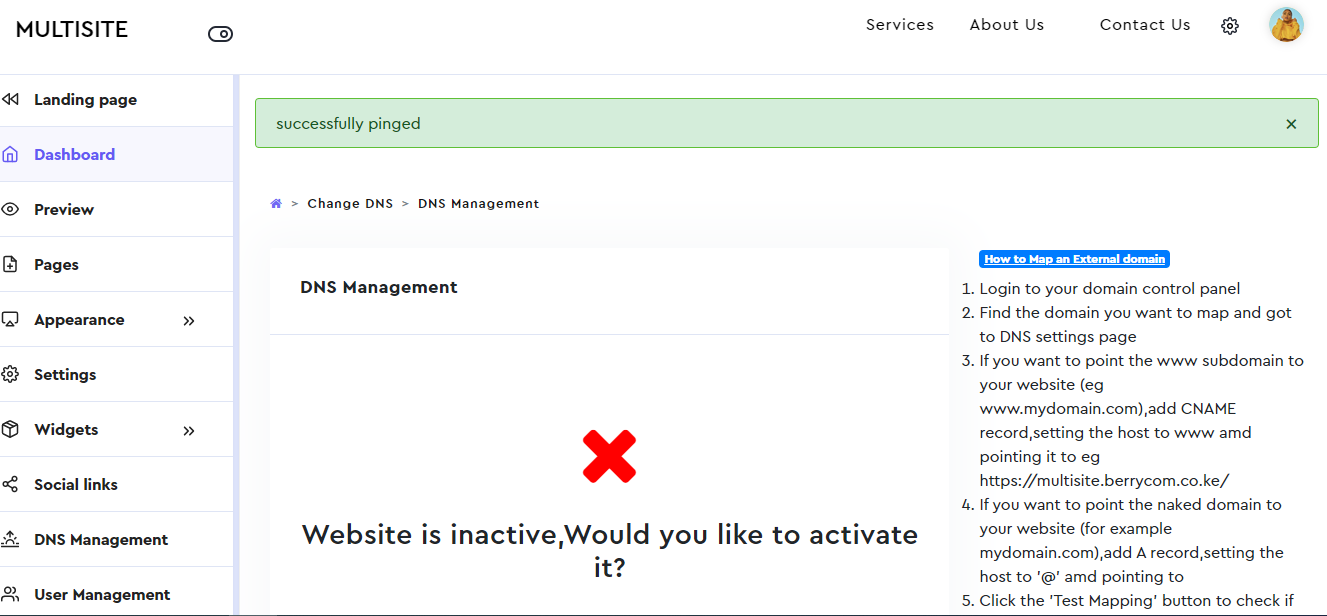 MULTISITE
Services
About Us
Contact Us
Landing page
Dashboard
Preview
Pages
Appearance
Settings
Widgets
Social links
DNS Management
User Management
successfully pinged
×
> Change DNS > DNS Management
DNS Management
Website is inactive,Would you like to activate
it?
How to Map an External domain
1. Login to your domain control panel
2. Find the domain you want to map and got
to DNS settings page
3. If you want to point the www subdomain to
your website (eg
www.mydomain.com),add CNAME
record,setting the host to www amd
pointing it to eg
https://multisite.berrycom.co.ke/
4. If you want to point the naked domain to
your website (for example
mydomain.com),add A record,setting the
host to '@' amd pointing to
5. Click the 'Test Mapping' button to check if